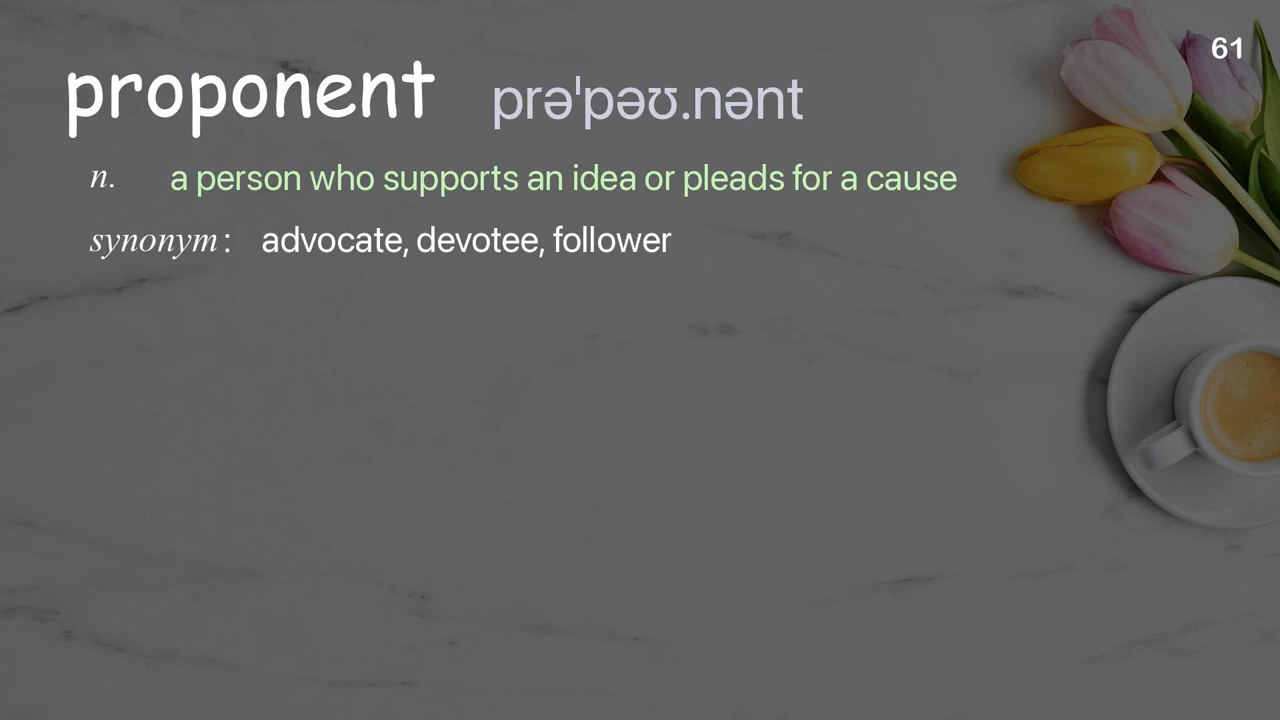 61
proponent prəˈpəʊ.nənt
n. a person who supports an idea or pleads for a cause
synonym: advocate, devotee, follower